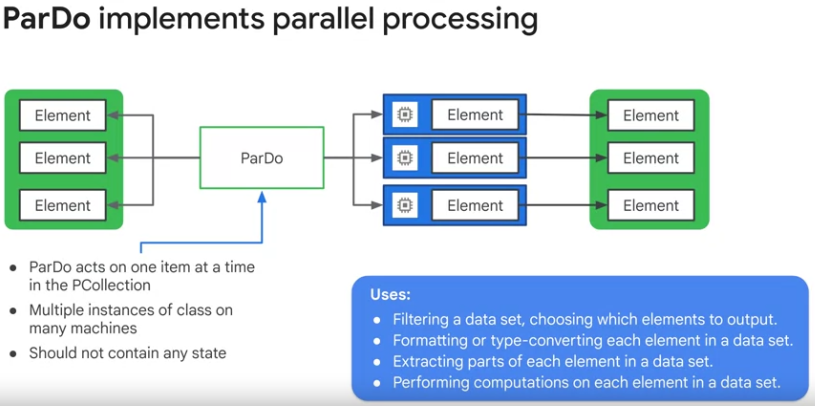 ParDo implements parallel processing
Element
Element
Element
ParDo
Element
Element
Element
Element
Element
Element
● ParDo acts on one item at a time
in the PCollection
● Multiple instances of class on
many machines
● Should not contain any state
Uses:
● Filtering a data set, choosing which elements to output.
● Formatting or type-converting each element in a data set.
● Extracting parts of each element in a data set.
● Performing computations on each element in a data set.